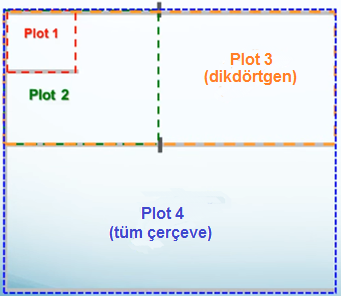 Plot 1
Plot 2
Plot 3
(dikdörtgen)
Plot 4
(tüm çerçeve)